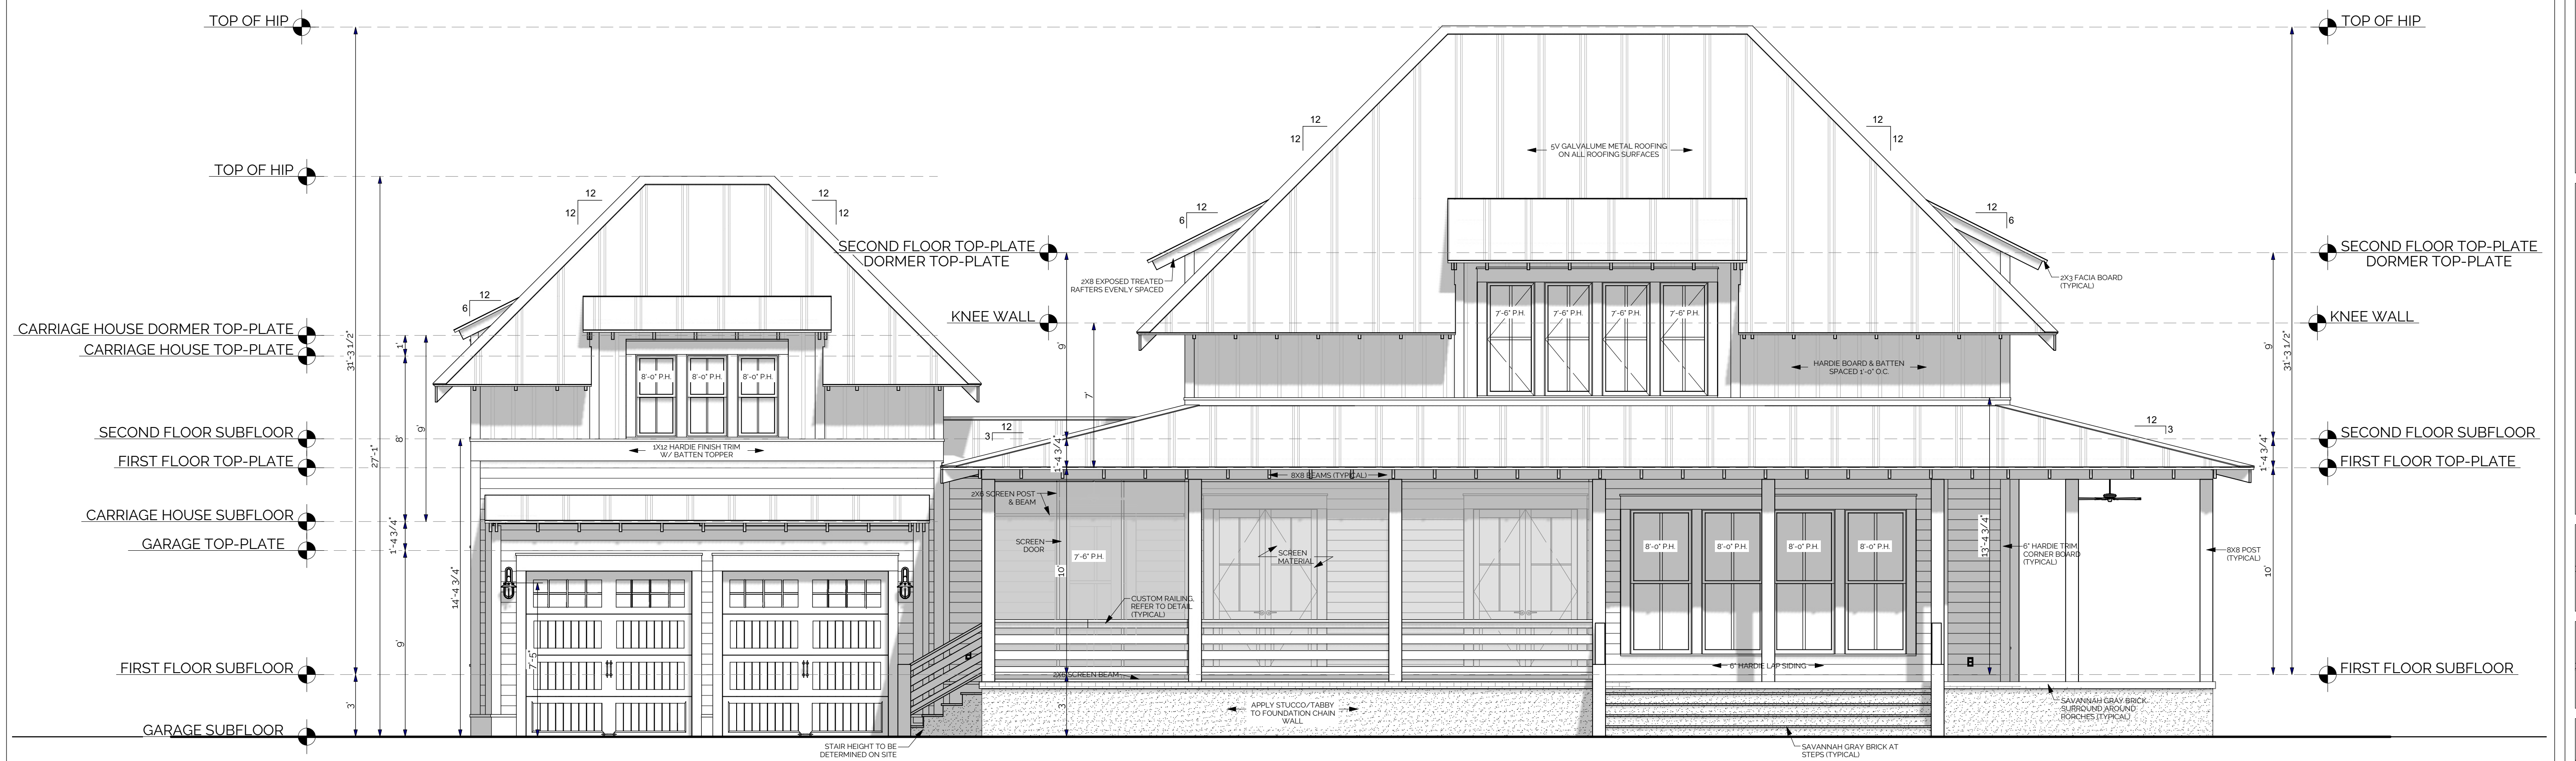 TOP OF HIP
TOP OF HIP
CARRIAGE HOUSE DORMER TOP-PLATE
CARRIAGE HOUSE TOP-PLATE
SECOND FLOOR SUBFLOOR
FIRST FLOOR TOP-PLATE
CARRIAGE HOUSE SUBFLOOR
GARAGE TOP-PLATE
FIRST FLOOR SUBFLOOR
GARAGE SUBFLOOR
31'-3 1/2"
3'
27'-1"
1'
8'
1'-4 3/4"
9'
9'
14'-4 3/4"
7'-5"
12
12
12
12
12
6
8'-0" P.H.
8'-0" P.H.
8'-0" P.H.
1X12 HARDIE FINISH TRIM
W/ BATTEN TOPPER
STAIR HEIGHT TO BE
DETERMINED ON SITE
SECOND FLOOR TOP-PLATE
DORMER TOP-PLATE
KNEE WALL
9'
7'
1'-4 3/4"
10'
3'
12
3
12
12
12
12
12
6
12
6
5V GALVALUME METAL ROOFING
ON ALL ROOFING SURFACES
2X8 EXPOSED TREATED
RAFTERS EVENLY SPACED
2X3 FACIA BOARD
(TYPICAL)
7'-6" P.H.
7'-6" P.H.
7'-6" P.H.
7'-6" P.H.
HARDIE BOARD & BATTEN
SPACED 1'-0" O.C.
12
3
8X8 BEAMS (TYPICAL)
2X6 SCREEN POST
& BEAM
SCREEN
DOOR
7'-6" P.H.
SCREEN
MATERIAL
CUSTOM RAILING.
REFER TO DETAIL
(TYPICAL)
2X6 SCREEN BEAM
8'-0" P.H.
8'-0" P.H.
8'-0" P.H.
8'-0" P.H.
13'-4 3/4"
6" HARDIE TRIM
CORNER BOARD
(TYPICAL)
8X8 POST
(TYPICAL)
6" HARDIE LAP SIDING
APPLY STUCCO/TABBY
TO FOUNDATION CHAIN
WALL
SAVANNAH GRAY BRICK
SURROUND AROUND
PORCHES (TYPICAL)
SAVANNAH GRAY BRICK AT
STEPS (TYPICAL)
9'
1'-4 3/4"
10'
31'-3 1/2"
TOP OF HIP
SECOND FLOOR TOP-PLATE
DORMER TOP-PLATE
KNEE WALL
SECOND FLOOR SUBFLOOR
FIRST FLOOR TOP-PLATE
FIRST FLOOR SUBFLOOR